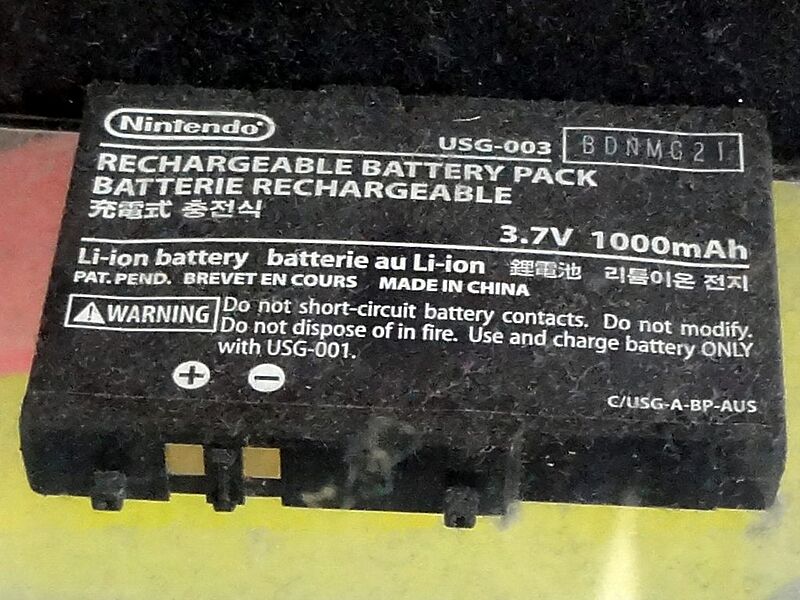 Nintendo
USG-003 BDNMG21
RECHARGEABLE BATTERY PACK
BATTERIE RECHARGEABLE
充電式 충전식
3.7V 1000mAh
Li-ion battery batterie au Li-ion 鋰電池 리튬이온 전지
PAT. PEND. BREVET EN COURS MADE IN CHINA
WARNING Do not short-circuit battery contacts. Do not modify.
Do not dispose of in fire. Use and charge battery ONLY
with USG-001.
+ −
C/USG-A-BP-AUS